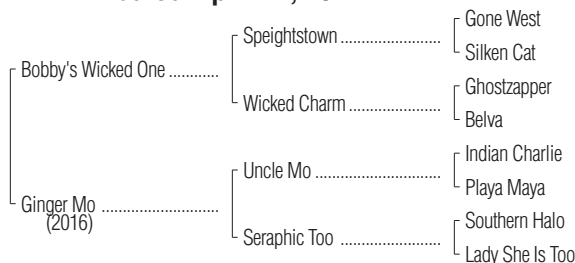 Gone West
Speightstown
Silken Cat
Bobby's Wicked One
Ghostzapper
Wicked Charm
Belva
Indian Charlie
Uncle Mo
Playa Maya
Ginger Mo
(2016)
Southern Halo
Seraphic Too
Lady She Is Too